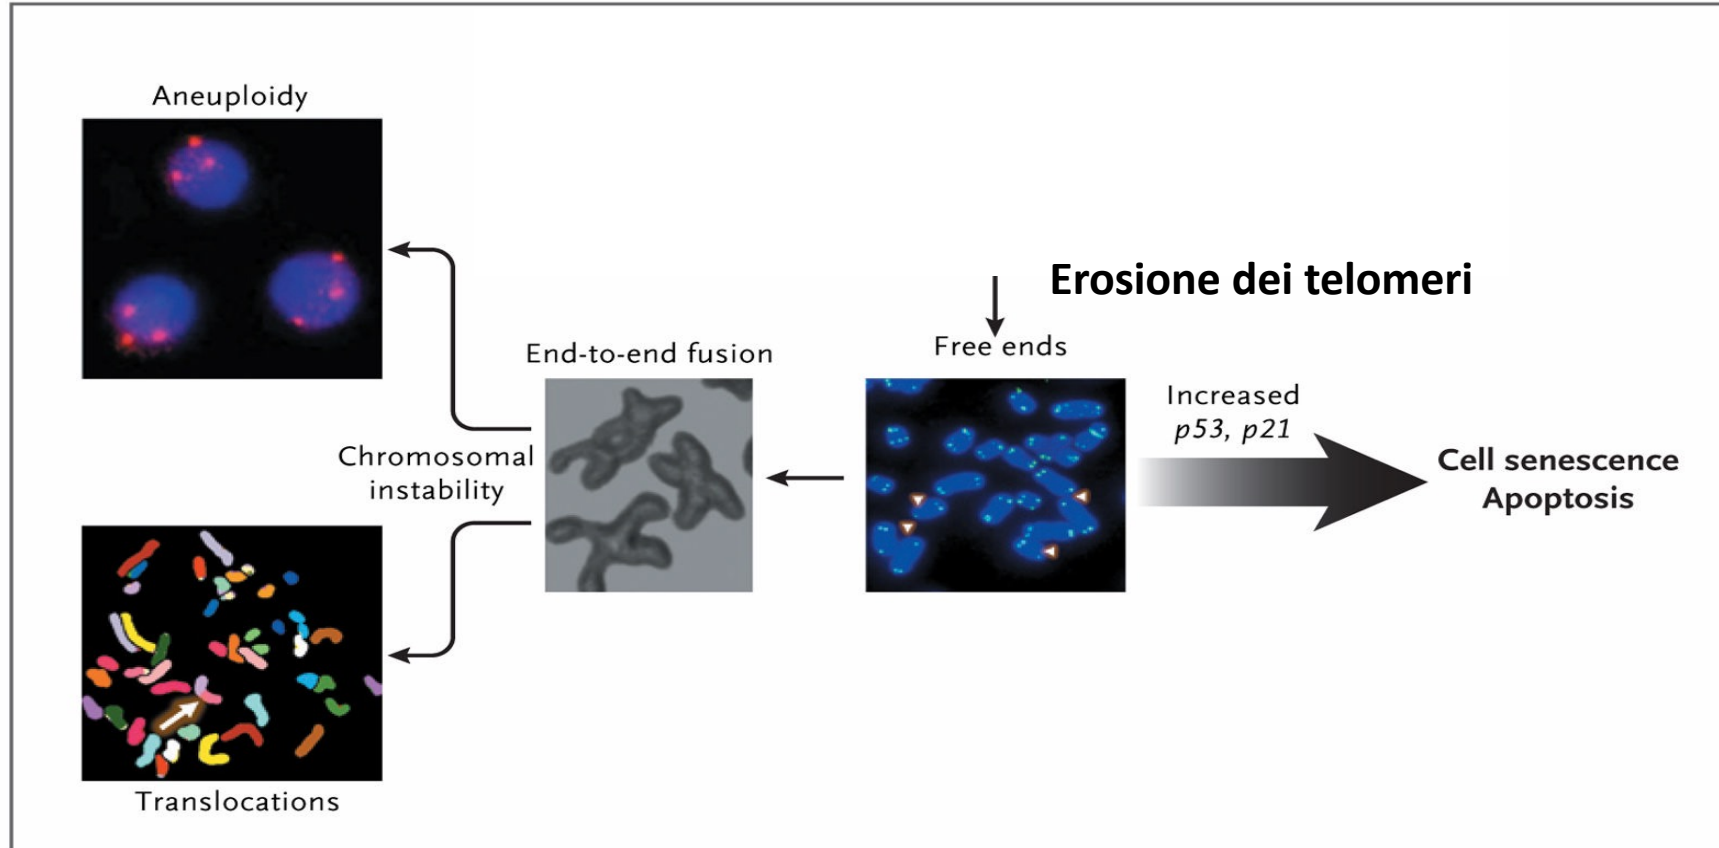 Aneuploidy
Erosione dei telomeri
Free ends
End-to-end fusion
Increased
p53, p21
Chromosomal
instability
Cell senescence
Apoptosis
Translocations